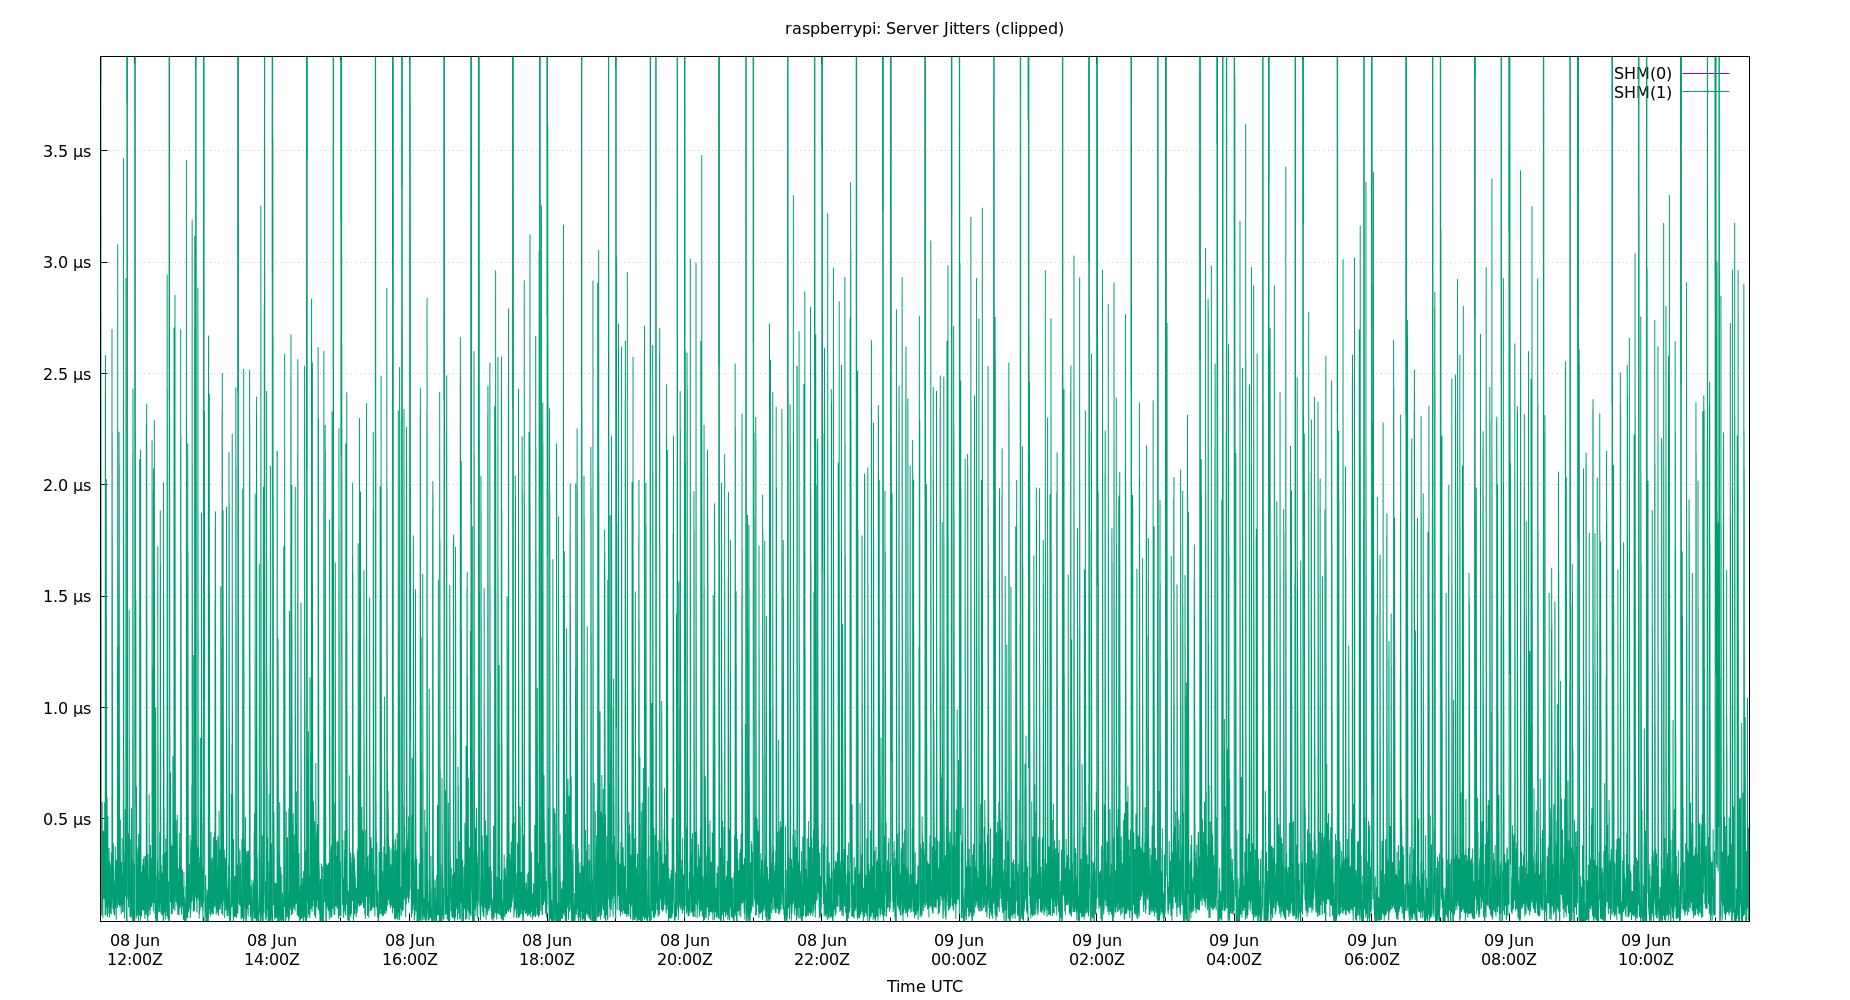 raspberrypi: Server Jitters (clipped)
SHM(0)
SHM(1)
3.5 µs
3.0 µs
2.5 µs
2.0 µs
1.5 µs
1.0 µs
0.5 µs
08 Jun 08 Jun 08 Jun 08 Jun 08 Jun 08 Jun 09 Jun 09 Jun 09 Jun 09 Jun 09 Jun 09 Jun
12:00Z 14:00Z 16:00Z 18:00Z 20:00Z 22:00Z 00:00Z 02:00Z 04:00Z 06:00Z 08:00Z 10:00Z
Time UTC